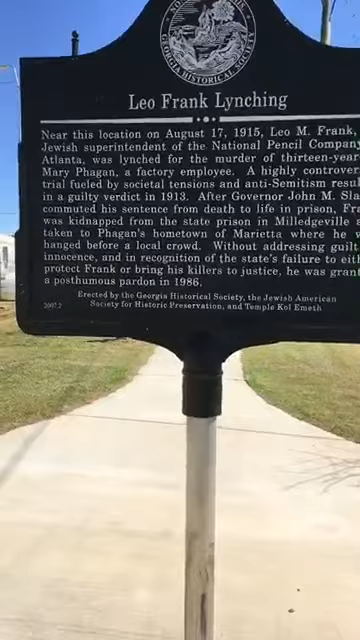 GEORGIA HISTORICAL SOCIETY
Leo Frank Lynching
Near this location on August 17, 1915, Leo M. Frank,
Jewish superintendent of the National Pencil Company
Atlanta, was lynched for the murder of thirteen-year
Mary Phagan, a factory employee. A highly controver
trial fueled by societal tensions and anti-Semitism resul
in a guilty verdict in 1913. After Governor John M. Sla
commuted his sentence from death to life in prison, Fra
was kidnapped from the state prison in Milledgeville a
taken to Phagan's hometown of Marietta where he w
hanged before a local crowd. Without addressing guilt
innocence, and in recognition of the state's failure to eit
protect Frank or bring his killers to justice, he was grant
a posthumous pardon in 1986.
Erected by the Georgia Historical Society, the Jewish American
Society for Historic Preservation, and Temple Kol Emeth